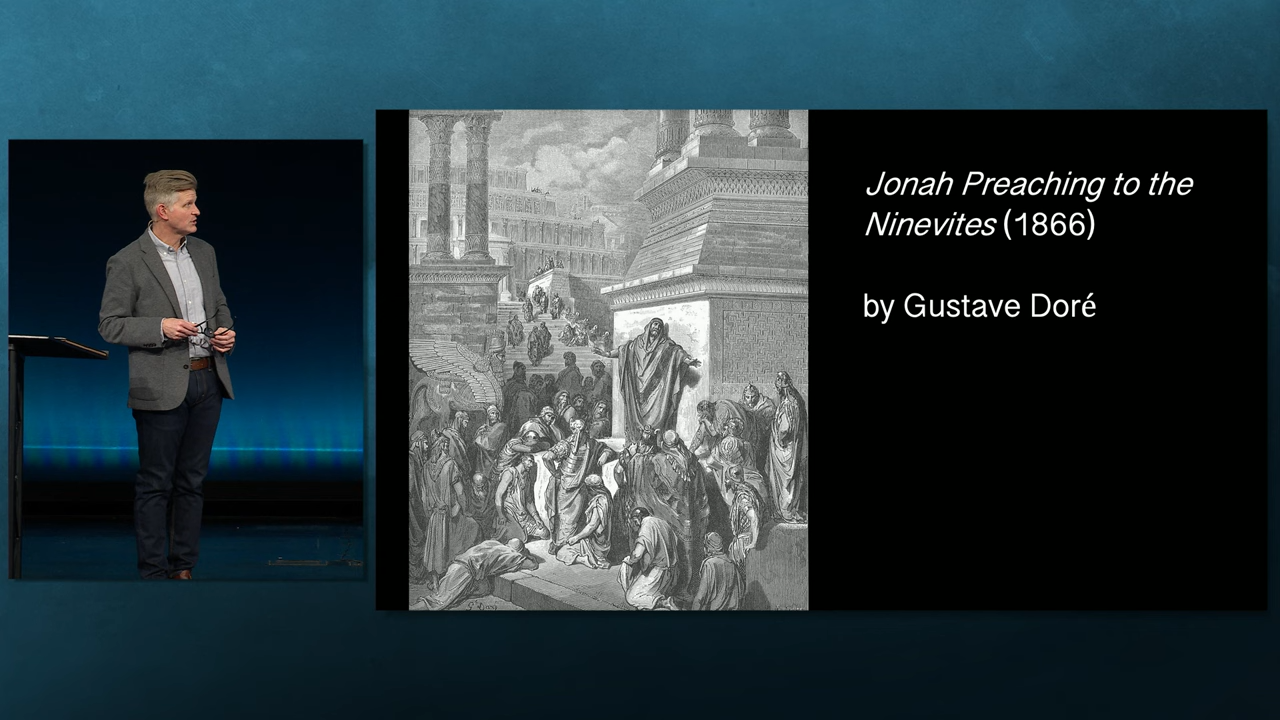 Jonah Preaching to the
Ninevites (1866)
by Gustave Doré